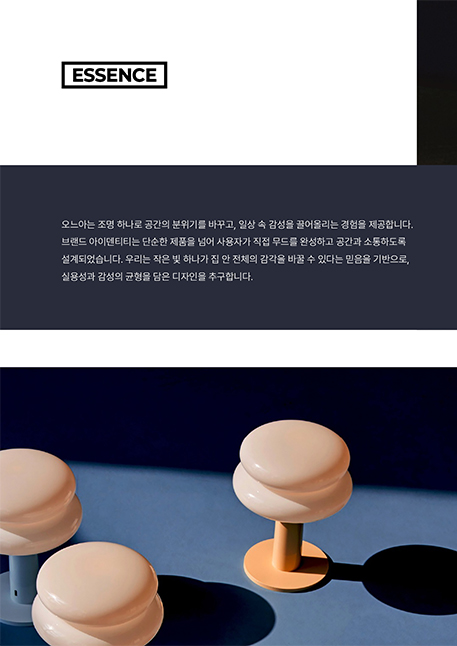 ESSENCE
오느아는 조명 하나로 공간의 분위기를 바꾸고, 일상 속 감성을 끌어올리는 경험을 제공합니다.
브랜드 아이덴티티는 단순한 제품을 넘어 사용자가 직접 무드를 완성하고 공간과 소통하도록
설계되었습니다. 우리는 작은 빛 하나가 집 안 전체의 감각을 바꿀 수 있다는 믿음을 기반으로,
실용성과 감성의 균형을 담은 디자인을 추구합니다.